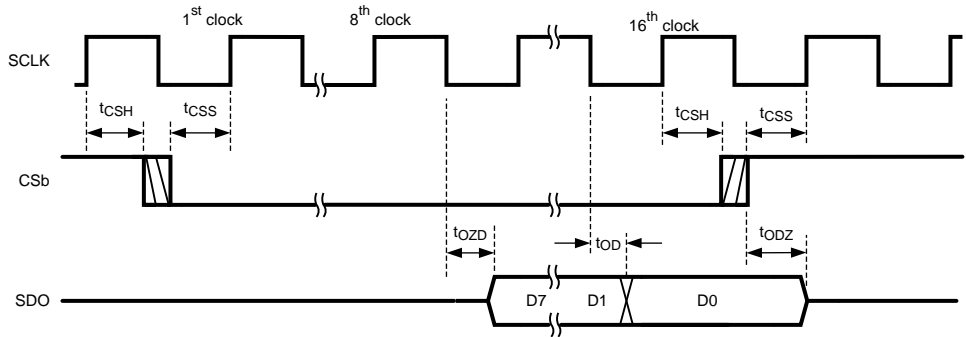 1st clock
8th clock
16th clock
SCLK
tCSH
tCSS
tCSH
tCSS
CSb
tOZD
tOD
tODZ
SDO
D7
D1
D0